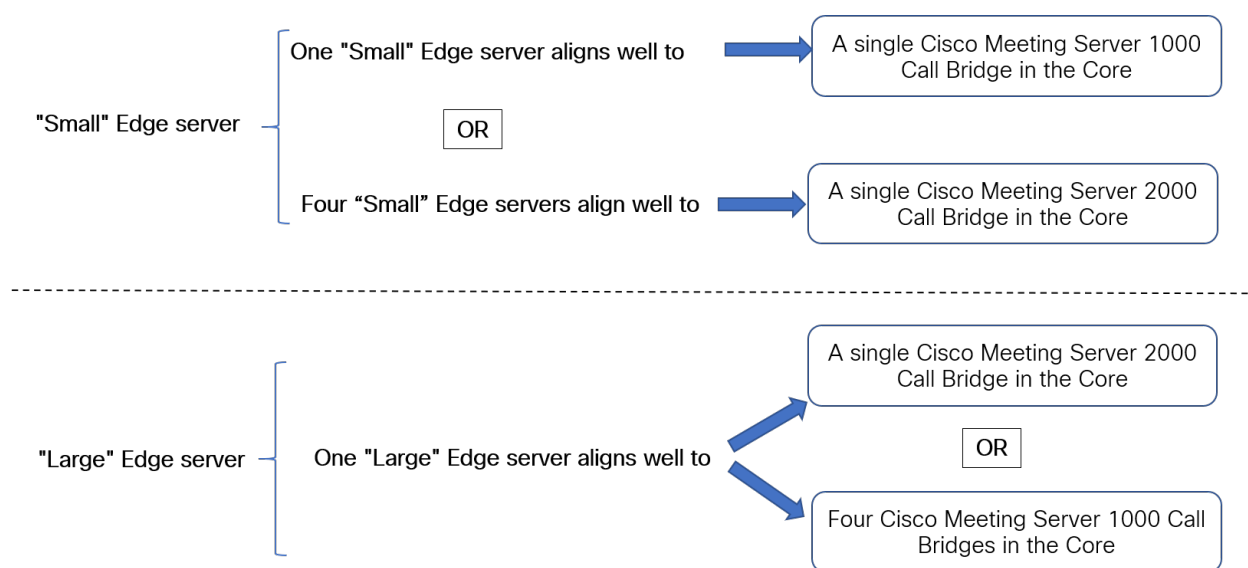 One "Small" Edge server aligns well to
A single Cisco Meeting Server 1000
Call Bridge in the Core
"Small" Edge server
OR
Four “Small” Edge servers align well to
A single Cisco Meeting Server 2000
Call Bridge in the Core
"Large" Edge server
One "Large" Edge server aligns well to
A single Cisco Meeting Server 2000
Call Bridge in the Core
OR
Four Cisco Meeting Server 1000 Call
Bridges in the Core